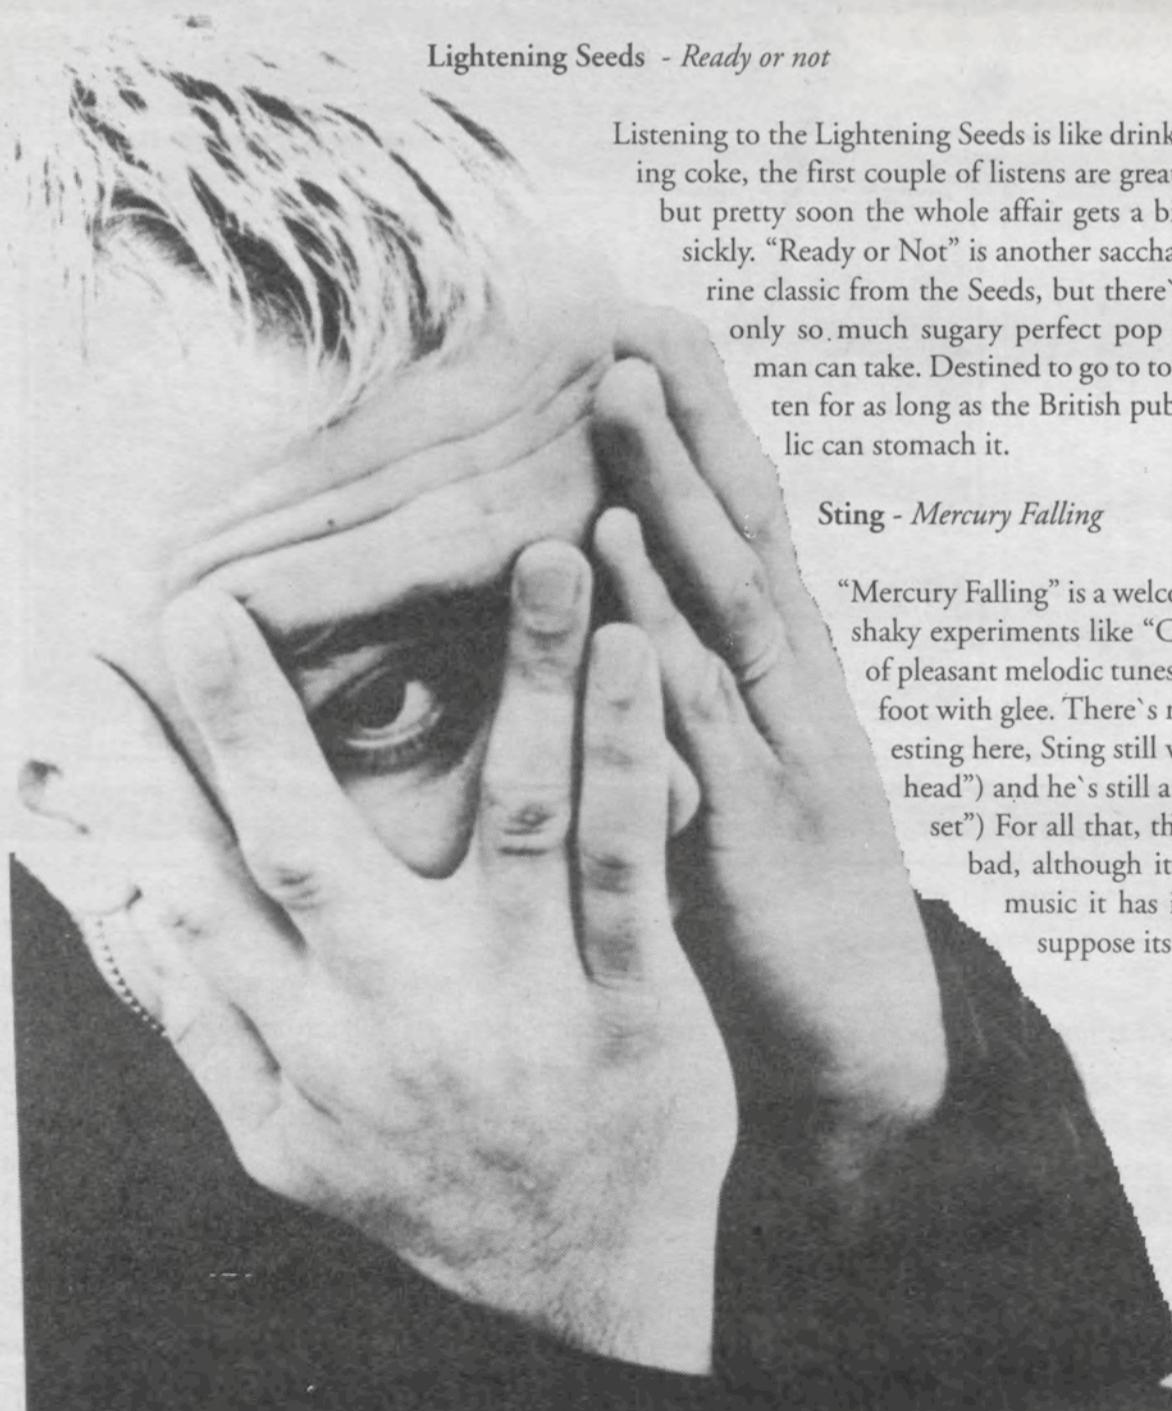 Lightening Seeds - Ready or not
Listening to the Lightening Seeds is like drink
ing coke, the first couple of listens are grea
but pretty soon the whole affair gets a b
sickly. “Ready or Not” is another saccha
rine classic from the Seeds, but there`
only so much sugary perfect pop
man can take. Destined to go to to
ten for as long as the British pub
lic can stomach it.
Sting - Mercury Falling
“Mercury Falling” is a welc
shaky experiments like “
of pleasant melodic tunes
foot with glee. There`s
esting here, Sting still
head”) and he`s still a
set”) For all that, th
bad, although it
music it has
suppose its